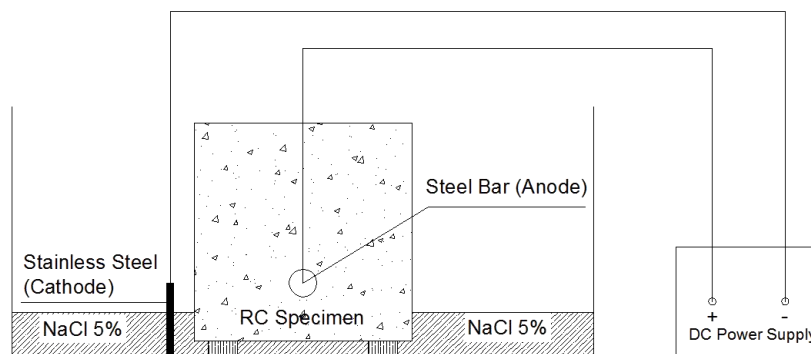 Steel Bar (Anode)
Stainless Steel
(Cathode)
NaCl 5%
RC Specimen
NaCl 5%
+ -
DC Power Supply